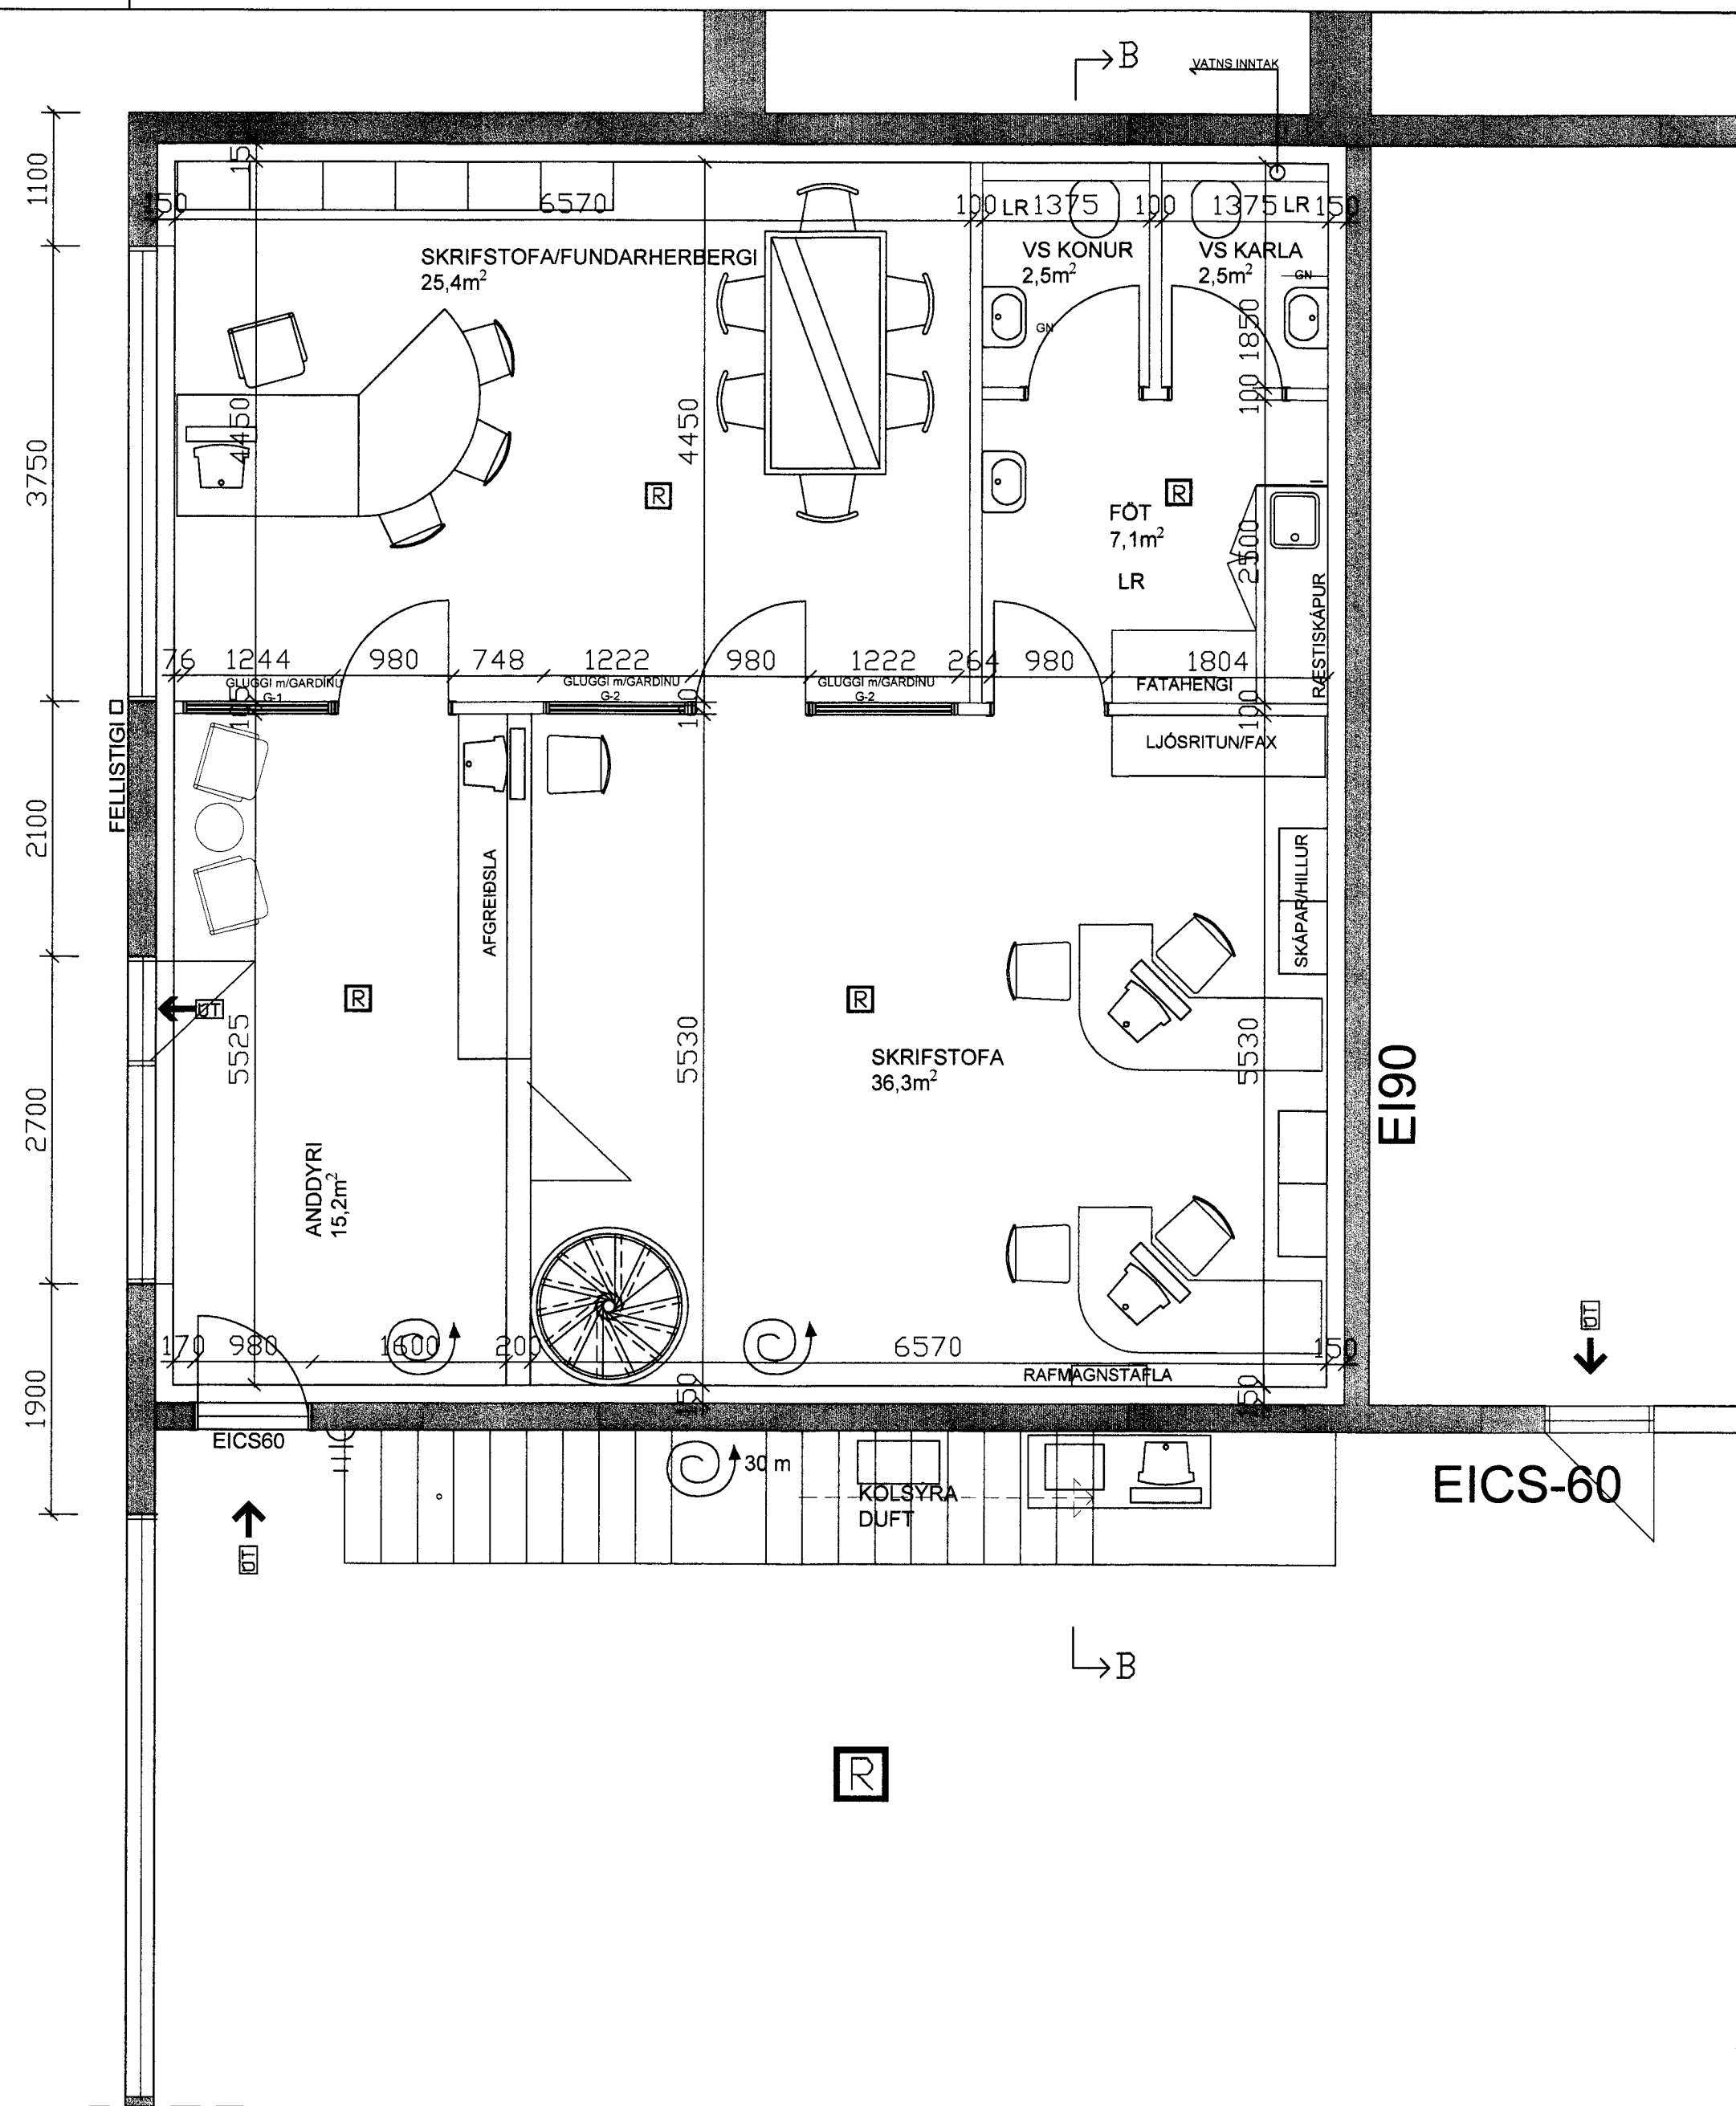 B
VATNS INNTAK
1100
15
150
6570
100
LR
1375
100
1375
LR
150
SKRIFSTOFA/FUNDARHERBERGI
25,4m²
VS KONUR
2,5m²
VS KARLA
2,5m²
GN
GN
1850
100
3750
4450
4450
R
R
FÖT
7,1m²
LR
2500
RÆSTISKÁPUR
76
1244
980
748
1222
980
1222
264
980
1804
GLUGGI m/GARDÍNU
G-1
GLUGGI m/GARDÍNU
G-2
GLUGGI m/GARDÍNU
G-2
FATAHENGI
100
100
FELLISTIGI
LJÓSRITUN/FAX
2100
AFGREIÐSLA
SKÁPAR/HILLUR
ÚT
R
R
5525
5530
5530
SKRIFSTOFA
36,3m²
EI90
2700
ANDDYRI
15,2m²
170
980
1600
200
6570
150
RAFMAGNSTAFLA
ÚT
1900
150
150
EICS60
30 m
KOLSÝRA
DUFT
EICS-60
ÚT
B
R